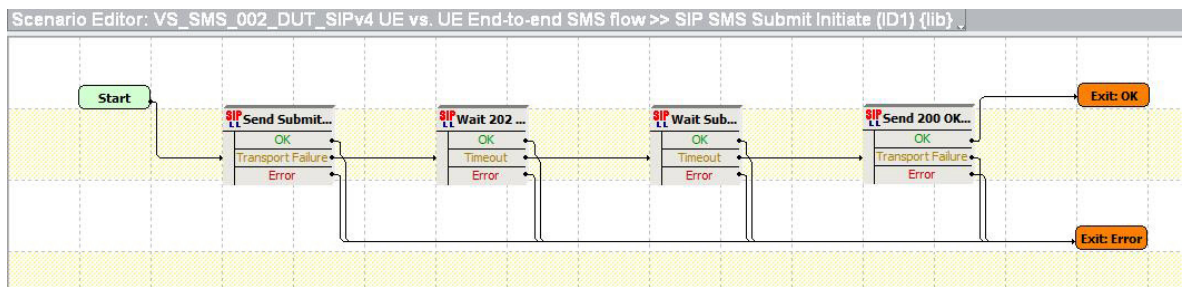 Scenario Editor: VS_SMS_002_DUT_SIPv4 UE vs. UE End-to-end SMS flow >> SIP SMS Submit Initiate (ID1) {lib}
Start
Exit: OK
SIP LL Send Submit...
OK
Transport Failure
Error
SIP LL Wait 202 ...
OK
Timeout
Error
SIP LL Wait Sub...
OK
Timeout
Error
SIP LL Send 200 OK...
OK
Transport Failure
Error
Exit: Error